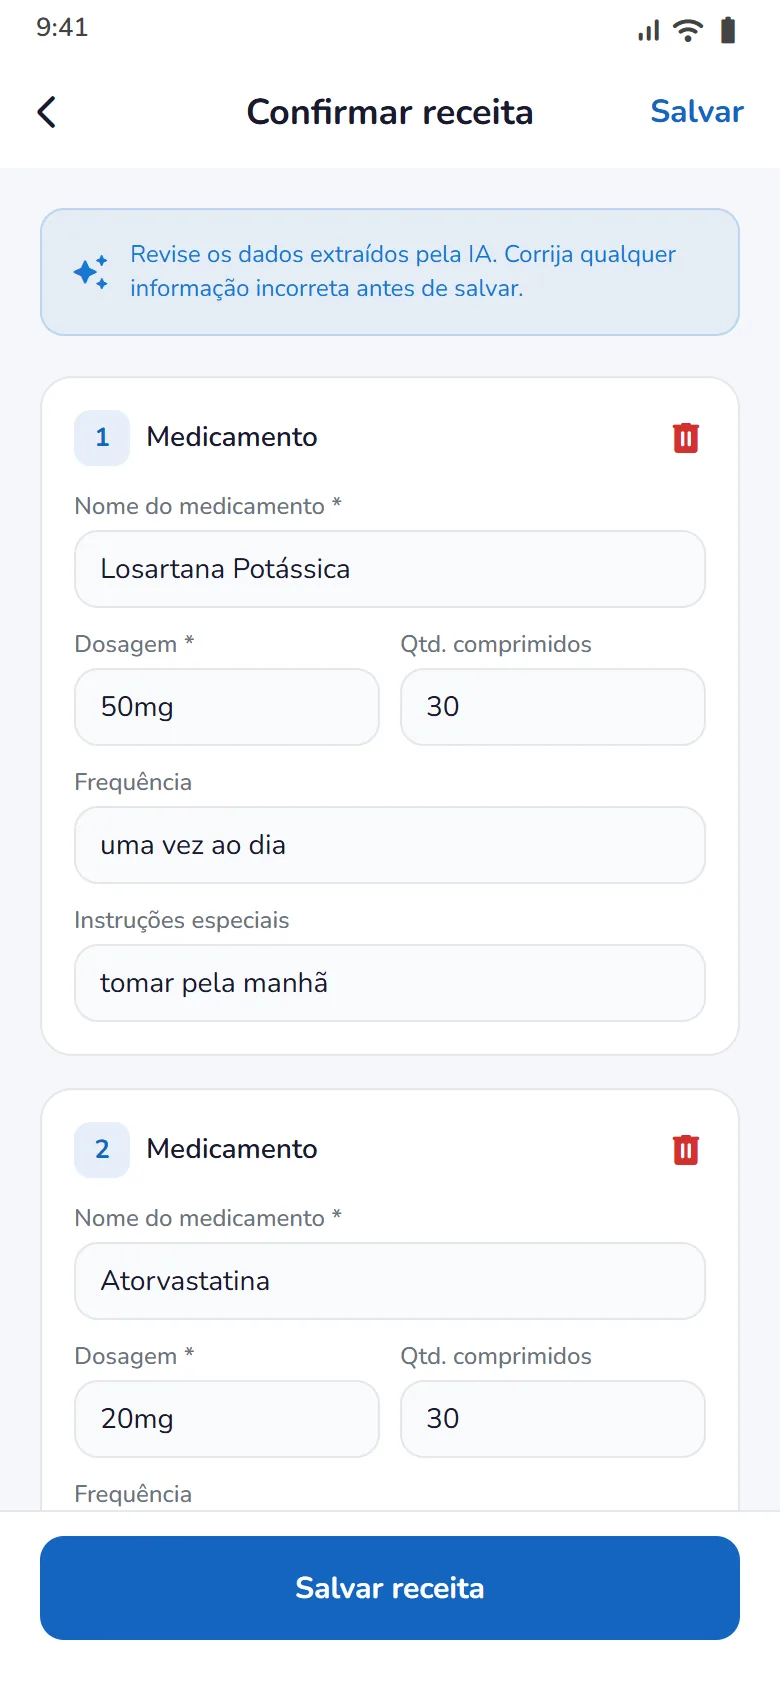 9:41
Confirmar receita
Salvar
Revise os dados extraídos pela IA. Corrija qualquer
informação incorreta antes de salvar.
1 Medicamento
Nome do medicamento *
Losartana Potássica
Dosagem * Qtd. comprimidos
50mg 30
Frequência
uma vez ao dia
Instruções especiais
tomar pela manhã
2 Medicamento
Nome do medicamento *
Atorvastatina
Dosagem * Qtd. comprimidos
20mg 30
Frequência
Salvar receita